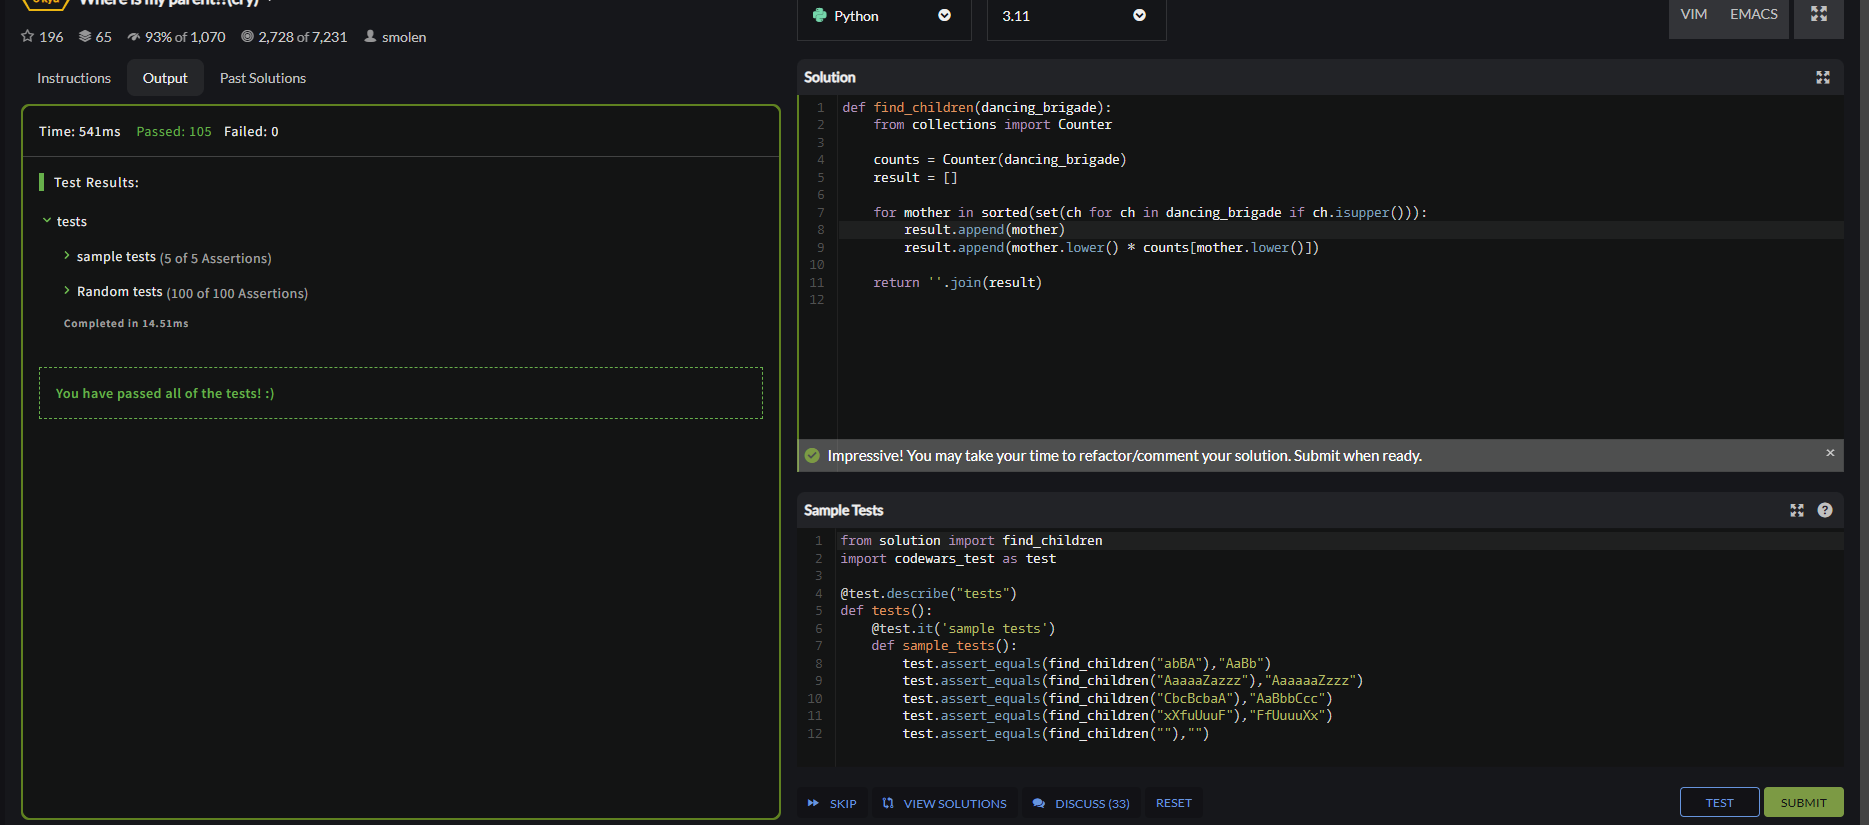 Where is my parent!?(cry)
196 65 93% of 1,070 2,728 of 7,231 smolen
Instructions Output Past Solutions
Time: 541ms Passed: 105 Failed: 0
Test Results:
tests
sample tests (5 of 5 Assertions)
Random tests (100 of 100 Assertions)
Completed in 14.51ms
You have passed all of the tests! :)
Python 3.11 VIM EMACS
Solution
1 def find_children(dancing_brigade):
2 from collections import Counter
3
4 counts = Counter(dancing_brigade)
5 result = []
6
7 for mother in sorted(set(ch for ch in dancing_brigade if ch.isupper())):
8 result.append(mother)
9 result.append(mother.lower() * counts[mother.lower()])
10
11 return ''.join(result)
12
Impressive! You may take your time to refactor/comment your solution. Submit when ready. ×
Sample Tests ?
1 from solution import find_children
2 import codewars_test as test
3
4 @test.describe("tests")
5 def tests():
6 @test.it('sample tests')
7 def sample_tests():
8 test.assert_equals(find_children("abBA"),"AaBb")
9 test.assert_equals(find_children("AaaaaZazzz"),"AaaaaaZzzz")
10 test.assert_equals(find_children("CbcBcbaA"),"AaBbbCcc")
11 test.assert_equals(find_children("xXfuUuuF"),"FfUuuuXx")
12 test.assert_equals(find_children(""),"")
SKIP VIEW SOLUTIONS DISCUSS (33) RESET TEST SUBMIT